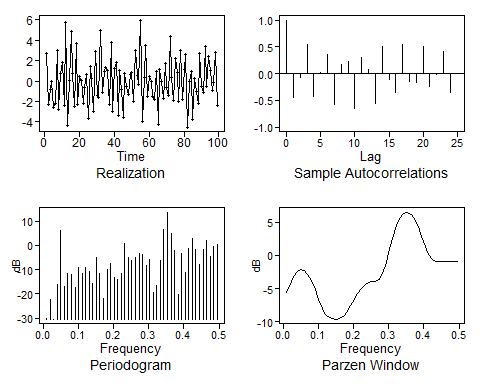 6
4
2
0
-2
-4
0 20 40 60 80 100
Time
Realization
1.0
0.5
0.0
-0.5
-1.0
0 5 10 15 20 25
Lag
Sample Autocorrelations
10
0
-10
-20
-30
dB
0.0 0.1 0.2 0.3 0.4 0.5
Frequency
Periodogram
5
0
-5
-10
dB
0.0 0.1 0.2 0.3 0.4 0.5
Frequency
Parzen Window